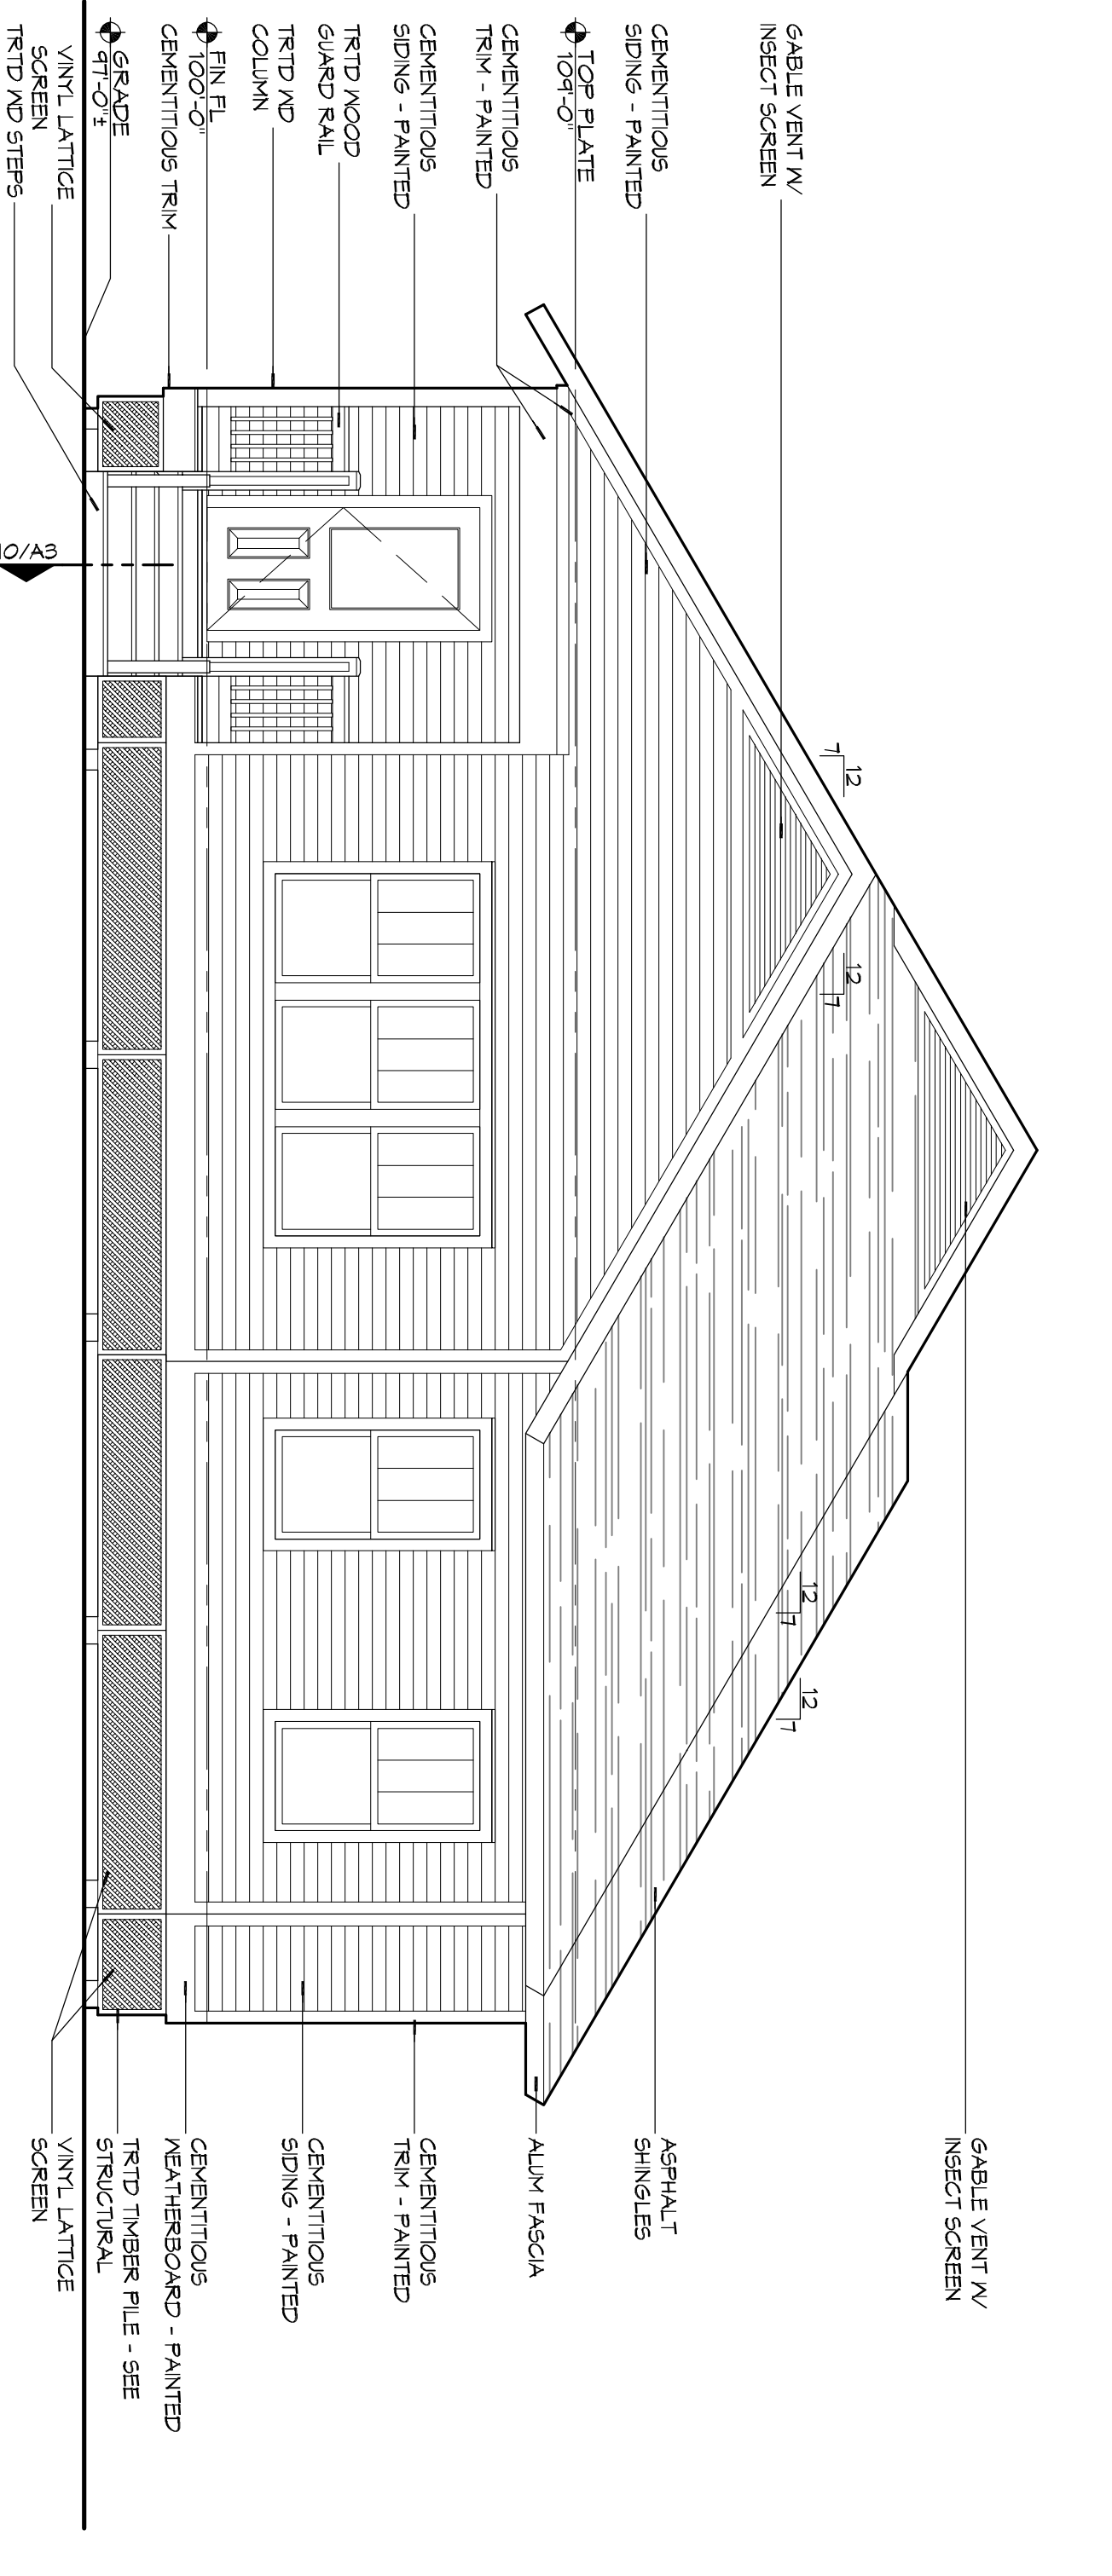 GABLE VENT W/
INSECT SCREEN
CEMENTITIOUS
SIDING - PAINTED
TOP PLATE
109'-0"
CEMENTITIOUS
TRIM - PAINTED
CEMENTITIOUS
SIDING - PAINTED
TRTD WOOD
GUARD RAIL
TRTD WD
COLUMN
FIN FL
100'-0"
CEMENTITIOUS TRIM
GRADE
97'-0"±
VINYL LATTICE
SCREEN
TRTD WD STEPS
10/A3
12
7
12
7
12
7
12
7
GABLE VENT W/
INSECT SCREEN
ASPHALT
SHINGLES
ALUM FASCIA
CEMENTITIOUS
TRIM - PAINTED
CEMENTITIOUS
SIDING - PAINTED
CEMENTITIOUS
WEATHERBOARD - PAINTED
TRTD TIMBER PILE - SEE
STRUCTURAL
VINYL LATTICE
SCREEN